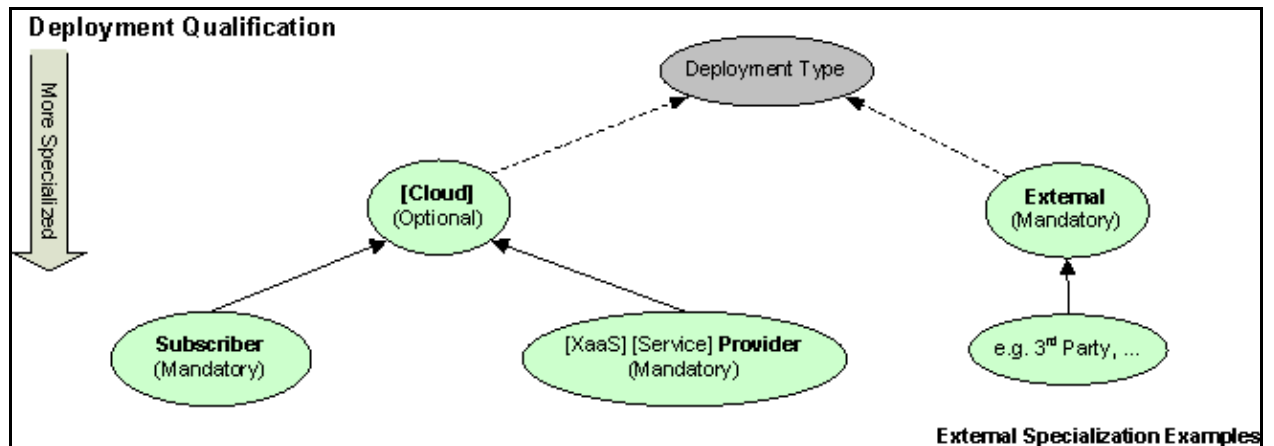 Deployment Qualification
More Specialized
Deployment Type
[Cloud]
(Optional)
External
(Mandatory)
Subscriber
(Mandatory)
[XaaS] [Service] Provider
(Mandatory)
e.g. 3rd Party, ...
External Specialization Examples